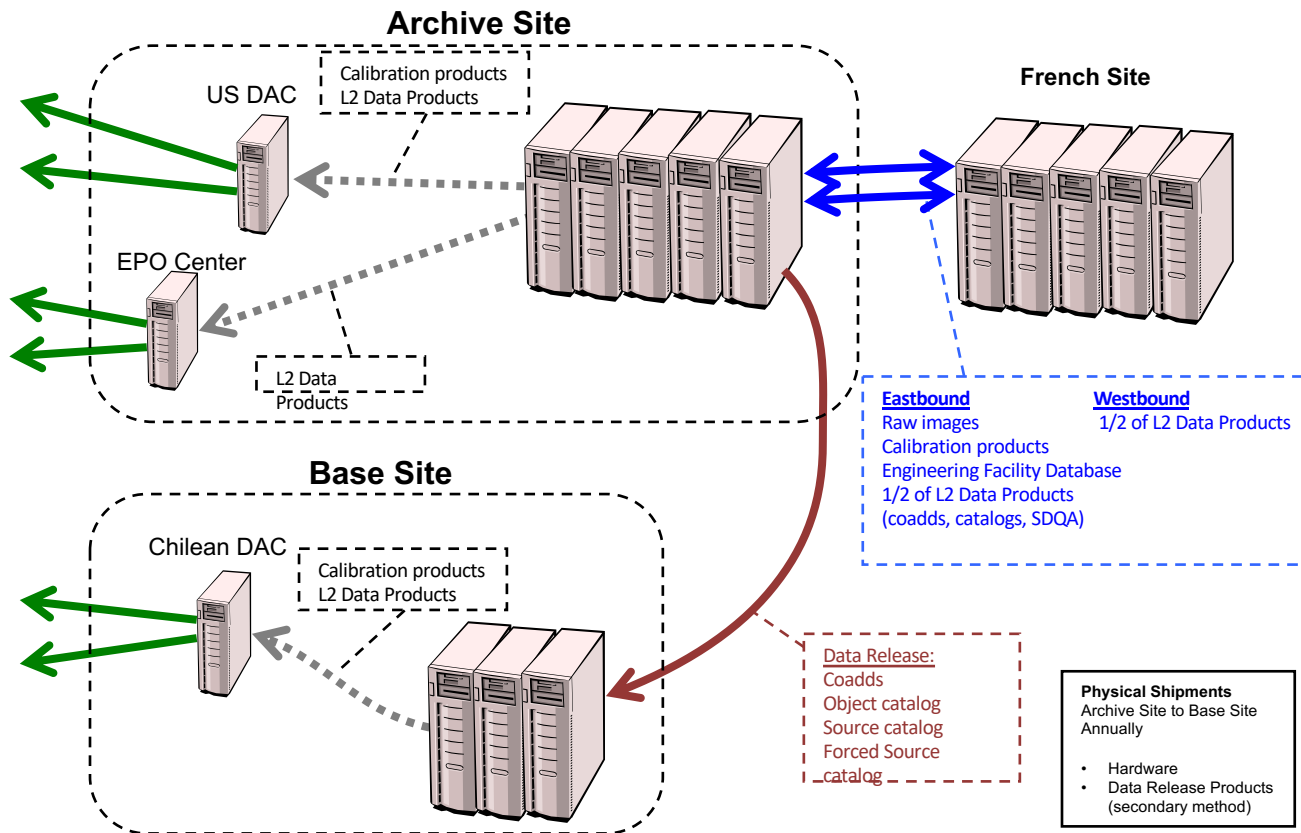 Archive Site
Calibration products
L2 Data Products
US DAC
French Site
EPO Center
L2 Data
Products
Eastbound
Raw images
Calibration products
Engineering Facility Database
1/2 of L2 Data Products
(coadds, catalogs, SDQA)
Westbound
1/2 of L2 Data Products
Base Site
Chilean DAC
Calibration products
L2 Data Products
Data Release:
Coadds
Object catalog
Source catalog
Forced Source
catalog
Physical Shipments
Archive Site to Base Site
Annually
• Hardware
• Data Release Products
(secondary method)